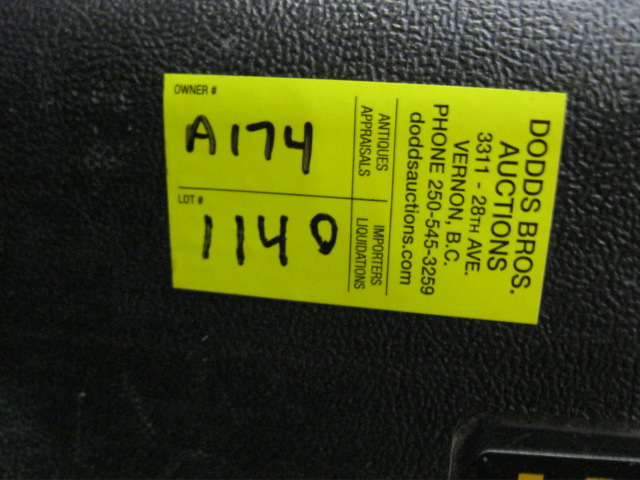 OWNER #
A174
LOT #
1140
DODDS BROS.
AUCTIONS
3311 - 28TH AVE.
VERNON, B.C.
PHONE 250-545-3259
doddsauctions.com
ANTIQUES
APPRAISALS
IMPORTERS
LIQUIDATIONS